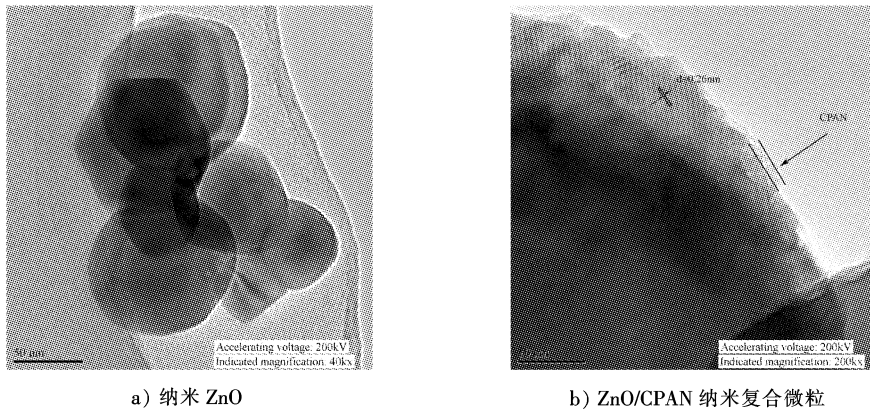 d=0.26nm
CPAN
50 nm
Accelerating voltage: 200kV
Indicated magnification: 40kx
Accelerating voltage: 200kV
Indicated magnification: 200kx
a) 纳米 ZnO
b) ZnO/CPAN 纳米复合微粒